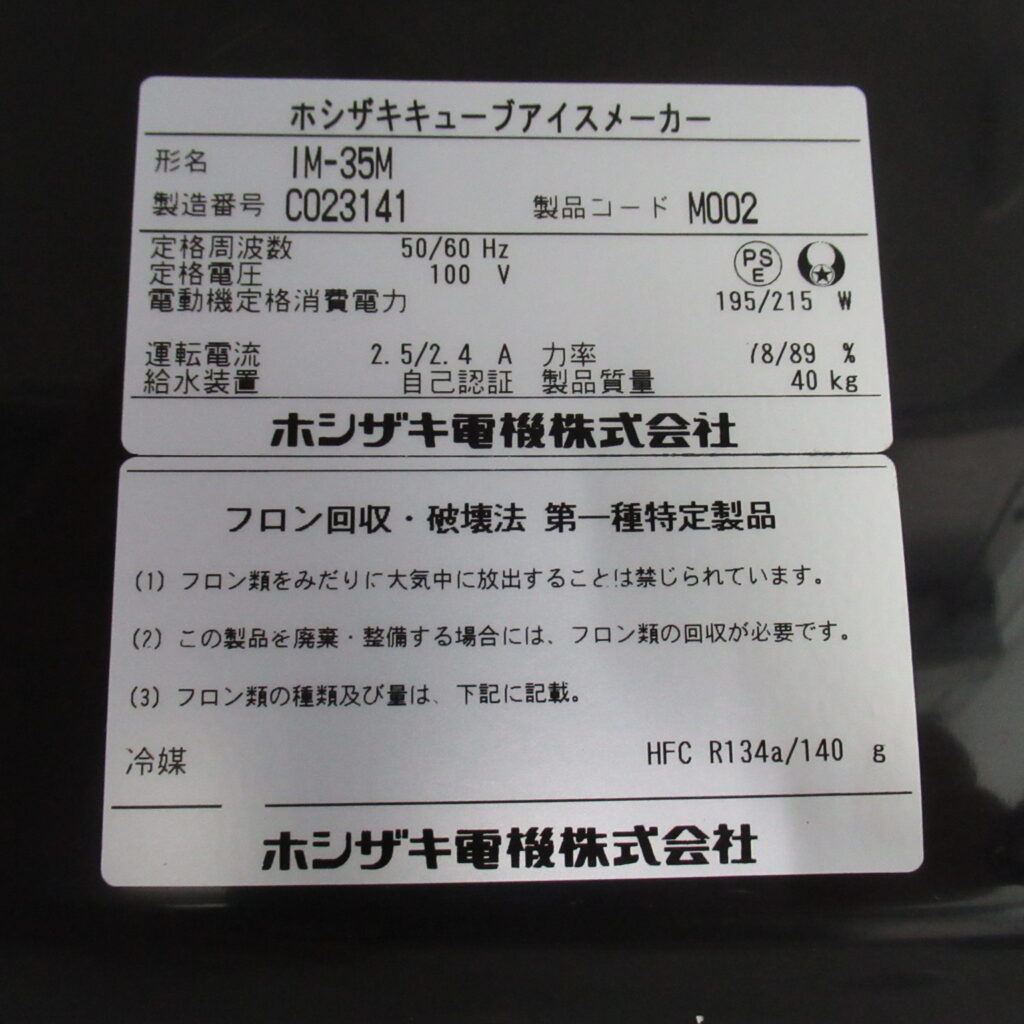 ホシザキキューブアイスメーカー
形名 IM-35M
製造番号 C023141 製品コード M002
定格周波数 50/60 Hz
定格電圧 100 V
PS E
電動機定格消費電力 195/215 W
運転電流 2.5/2.4 A 力率 78/89 %
給水装置 自己認証 製品質量 40 kg
ホシザキ電機株式会社
フロン回収・破壊法 第一種特定製品
(1) フロン類をみだりに大気中に放出することは禁じられています。
(2) この製品を廃棄・整備する場合には、フロン類の回収が必要です。
(3) フロン類の種類及び量は、下記に記載。
冷媒 HFC R134a/140 g
ホシザキ電機株式会社